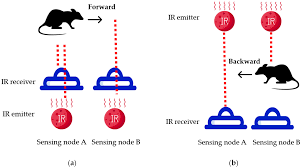 Forward
IR
IR
IR receiver
IR emitter
IR
IR
Sensing node A
Sensing node B
(a)
IR emitter
IR
IR
Backward
IR receiver
Sensing node A
Sensing node B
(b)